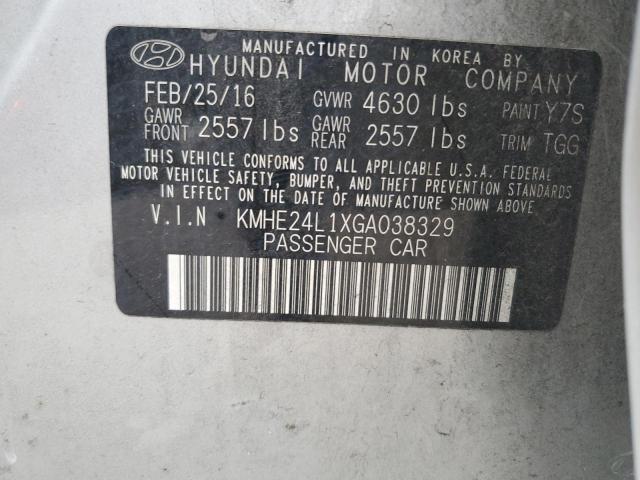 MANUFACTURED IN KOREA BY
HYUNDAI MOTOR COMPANY
FEB/25/16 GVWR 4630 lbs PAINT Y7S
GAWR FRONT 2557 lbs GAWR REAR 2557 lbs TRIM TGG
THIS VEHICLE CONFORMS TO ALL APPLICABLE U.S.A. FEDERAL
MOTOR VEHICLE SAFETY, BUMPER, AND THEFT PREVENTION STANDARDS
IN EFFECT ON THE DATE OF MANUFACTURE SHOWN ABOVE.
V.I.N KMHE24L1XGA038329
PASSENGER CAR